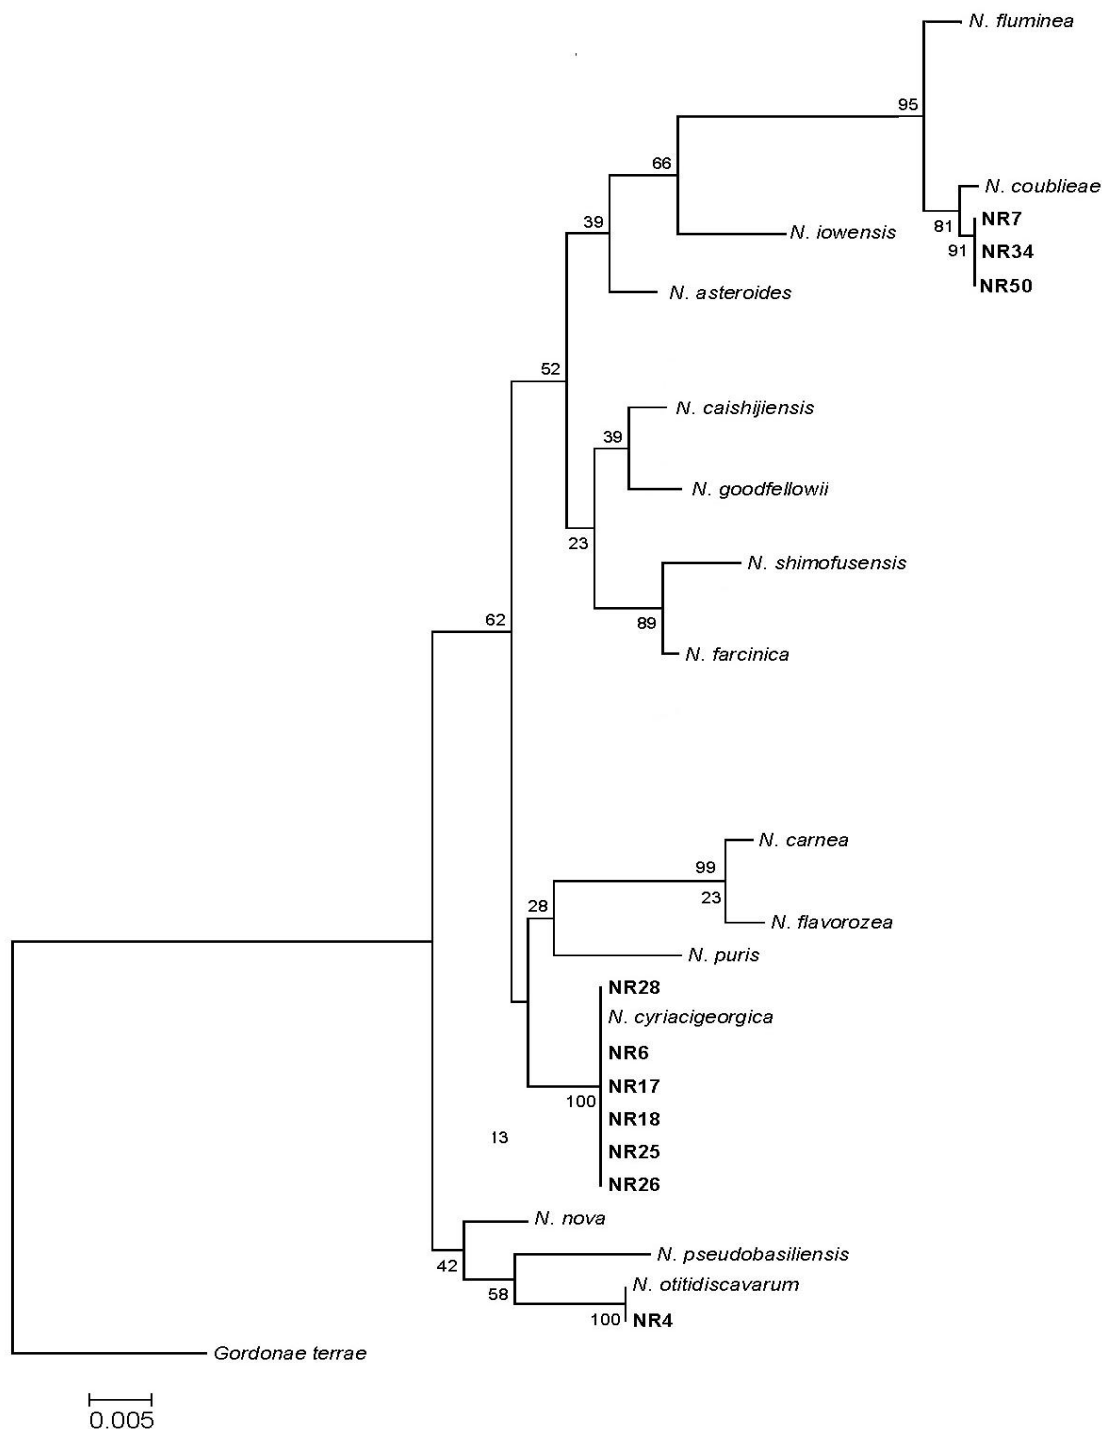 N. fluminea
95
66
N. coublieae
NR7
81
39
N. iowensis
91
NR34
NR50
N. asteroides
52
N. caishijiensis
39
N. goodfellowii
23
N. shimofusensis
62
89
N. farcinica
N. carnea
99
23
28
N. flavorozea
N. puris
NR28
N. cyriacigeorgica
NR6
NR17
100
NR18
13
NR25
NR26
N. nova
N. pseudobasiliensis
42
N. otitidiscavarum
58
100
NR4
Gordonae terrae
0.005